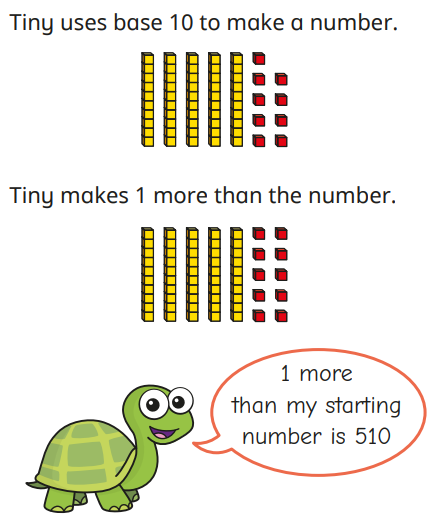 Tiny uses base 10 to make a number.
Tiny makes 1 more than the number.
1 more
than my starting
number is 510